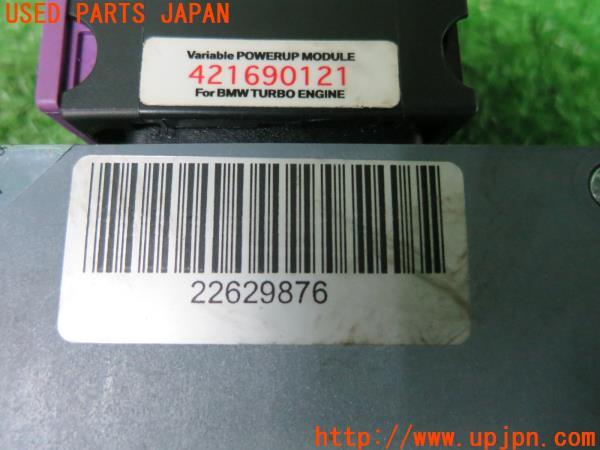 USED PARTS JAPAN
Variable POWERUP MODULE
421690121
For BMW TURBO ENGINE
22629876
http://www.upjpn.com